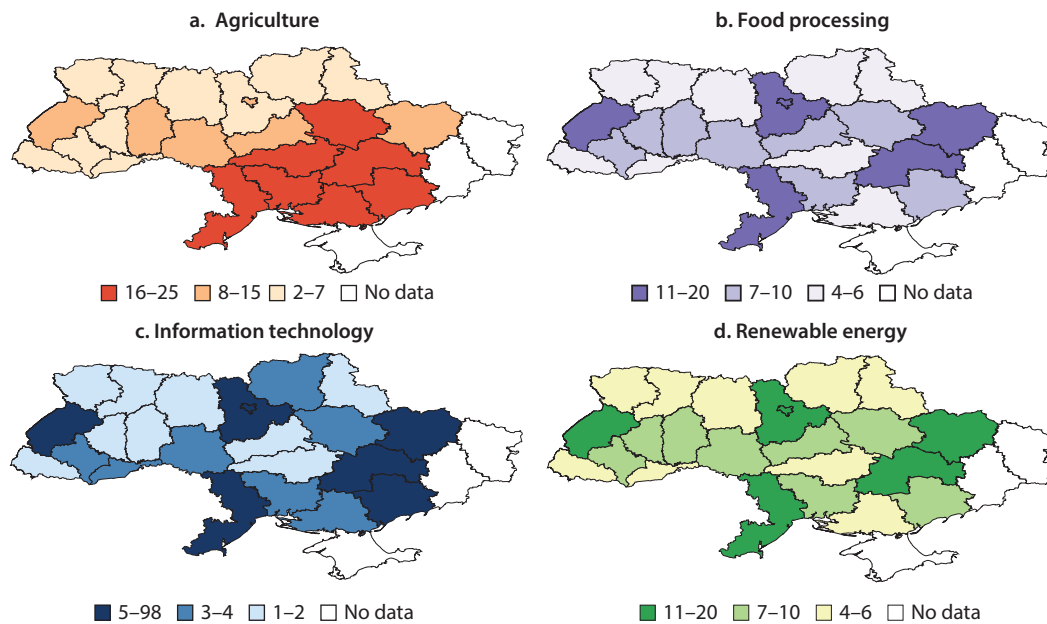 a. Agriculture
16–25 8–15 2–7 No data
b. Food processing
11–20 7–10 4–6 No data
c. Information technology
5–98 3–4 1–2 No data
d. Renewable energy
11–20 7–10 4–6 No data